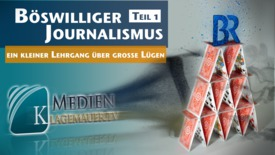 BÖSWILLIGER TEIL 1
JOURNALISMUS
EIN KLEINER LEHRGANG ÜBER GROSSE LÜGEN
BR
MEDIEN
KLAGEMAUER.TV